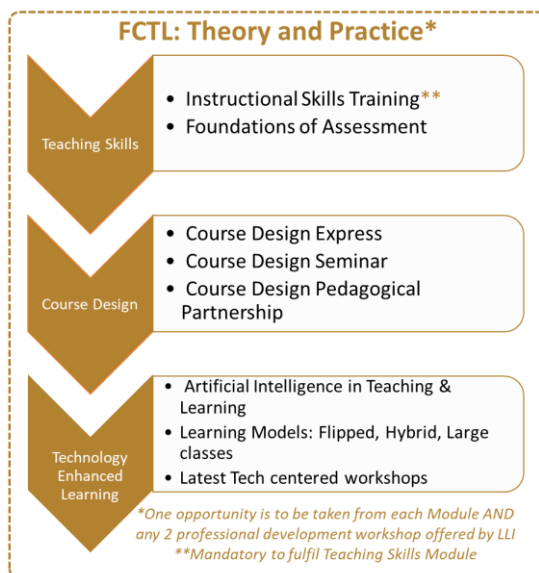 FCTL: Theory and Practice*
Teaching Skills
• Instructional Skills Training**
• Foundations of Assessment
Course Design
• Course Design Express
• Course Design Seminar
• Course Design Pedagogical
Partnership
Technology
Enhanced
Learning
• Artificial Intelligence in Teaching &
Learning
• Learning Models: Flipped, Hybrid, Large
classes
• Latest Tech centered workshops
*One opportunity is to be taken from each Module AND
any 2 professional development workshop offered by LLI
**Mandatory to fulfil Teaching Skills Module